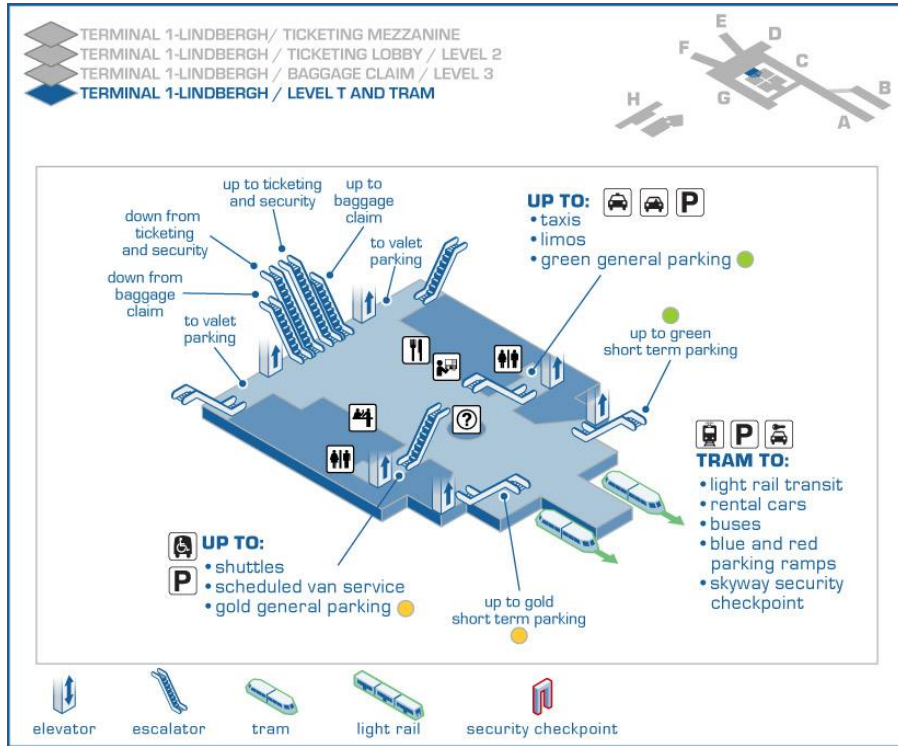 TERMINAL 1-LINDBERGH / TICKETING MEZZANINE
TERMINAL 1-LINDBERGH / TICKETING LOBBY / LEVEL 2
TERMINAL 1-LINDBERGH / BAGGAGE CLAIM / LEVEL 3
TERMINAL 1-LINDBERGH / LEVEL T AND TRAM
E
D
F
C
H
G
B
A
up to ticketing
and security
up to
baggage
claim
down from
ticketing
and security
to valet
parking
down from
baggage
claim
to valet
parking
UP TO:
P
• taxis
• limos
• green general parking
up to green
short term parking
?
P
TRAM TO:
• light rail transit
• rental cars
• buses
• blue and red
parking ramps
• skyway security
checkpoint
UP TO:
P
• shuttles
• scheduled van service
• gold general parking
up to gold
short term parking
elevator
escalator
tram
light rail
security checkpoint